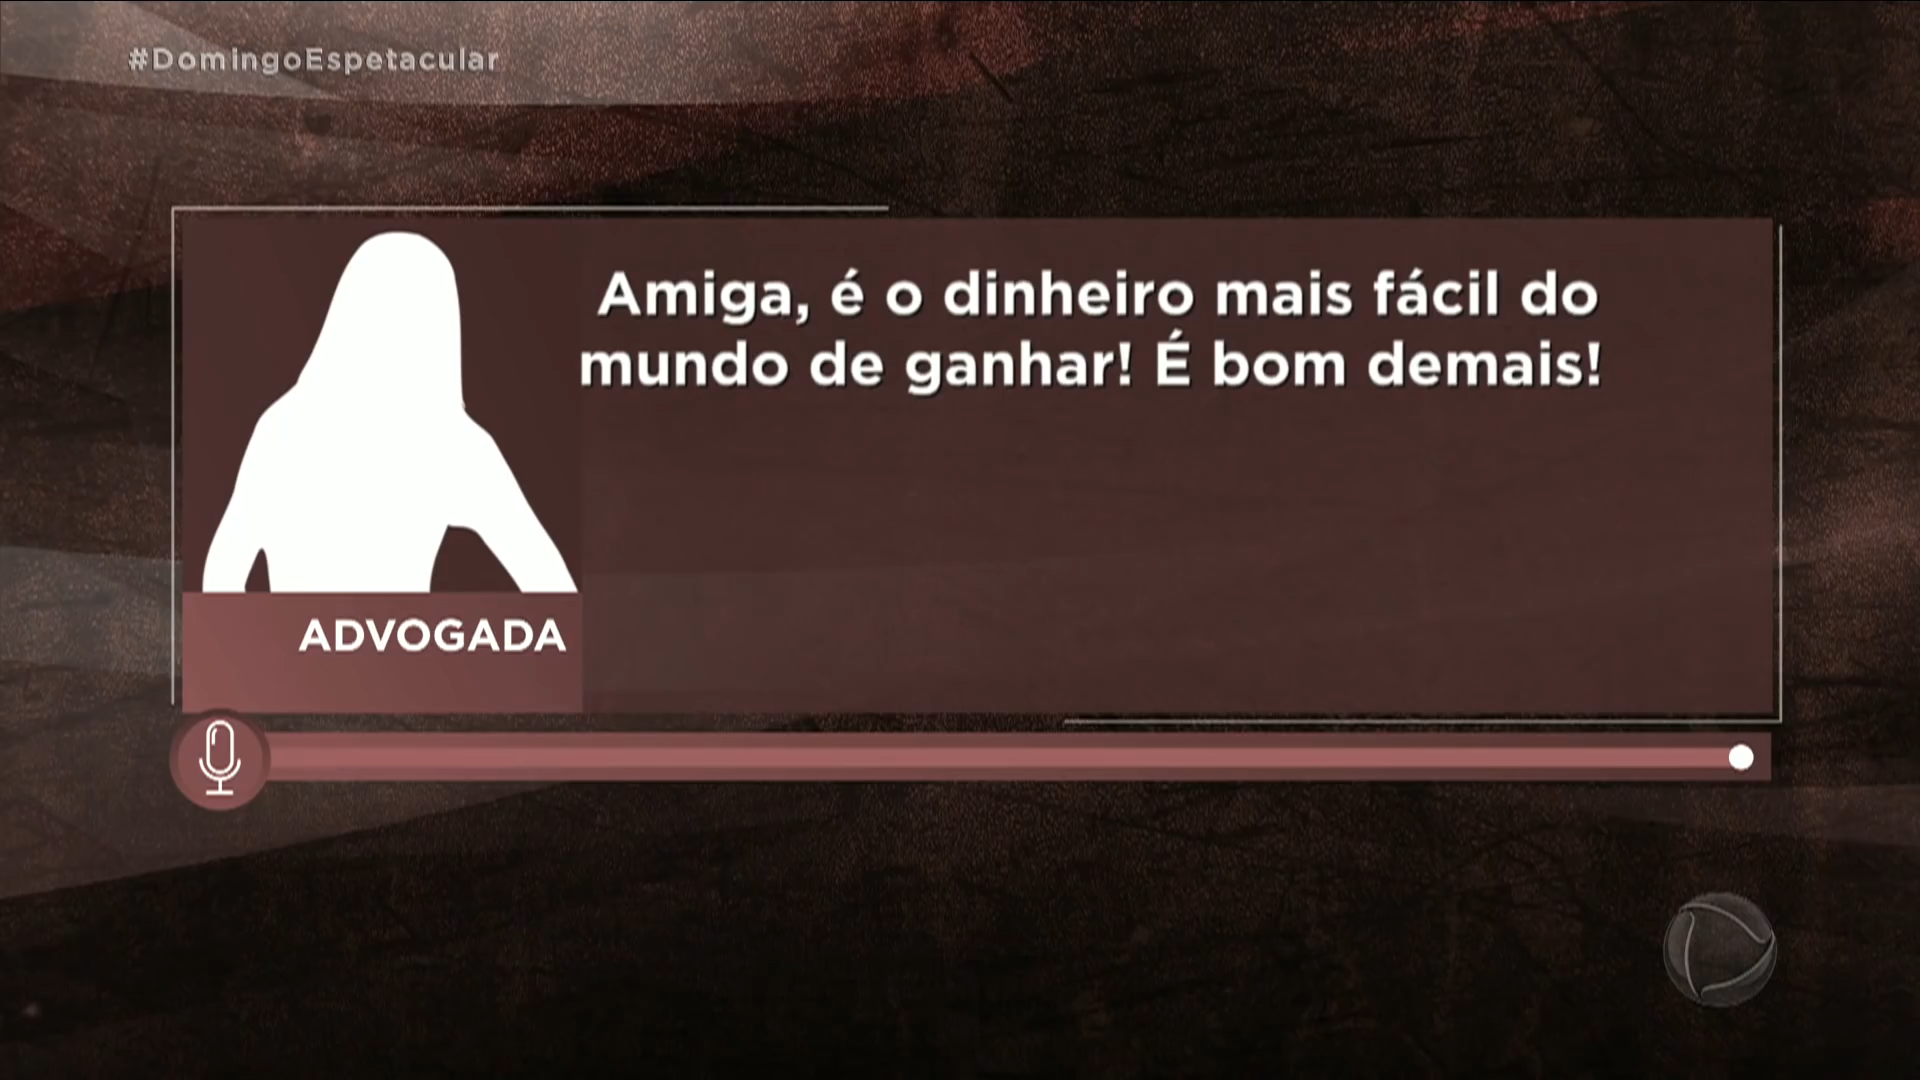 #DomingoEspetacular
Amiga, é o dinheiro mais fácil do
mundo de ganhar! É bom demais!
ADVOGADA